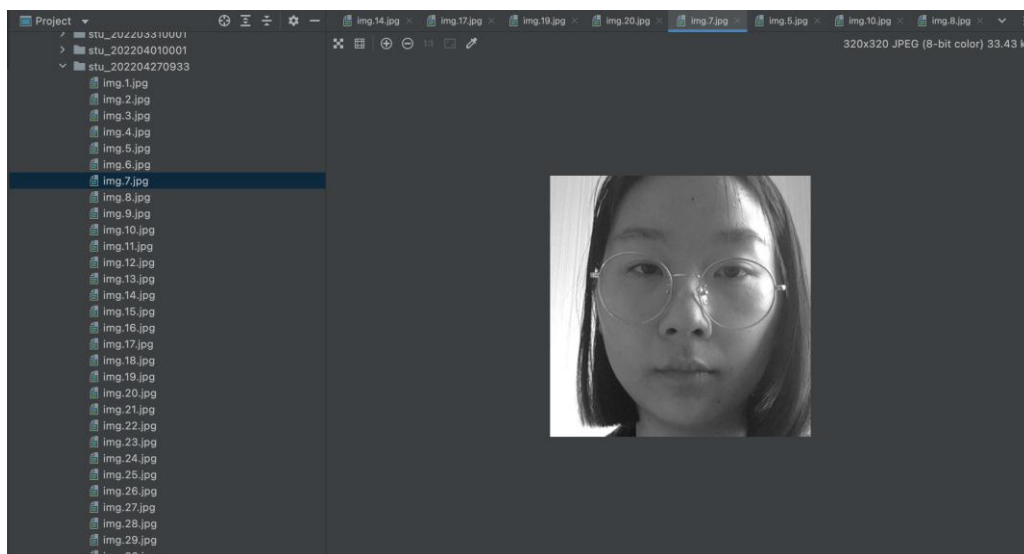 Project
img.14.jpg
img.17.jpg
img.19.jpg
img.20.jpg
img.7.jpg
img.5.jpg
img.10.jpg
img.8.jpg
1:1
320x320 JPEG (8-bit color) 33.43 k
stu_202203310001
stu_202204010001
stu_202204270933
img.1.jpg
img.2.jpg
img.3.jpg
img.4.jpg
img.5.jpg
img.6.jpg
img.7.jpg
img.8.jpg
img.9.jpg
img.10.jpg
img.11.jpg
img.12.jpg
img.13.jpg
img.14.jpg
img.15.jpg
img.16.jpg
img.17.jpg
img.18.jpg
img.19.jpg
img.20.jpg
img.21.jpg
img.22.jpg
img.23.jpg
img.24.jpg
img.25.jpg
img.26.jpg
img.27.jpg
img.28.jpg
img.29.jpg